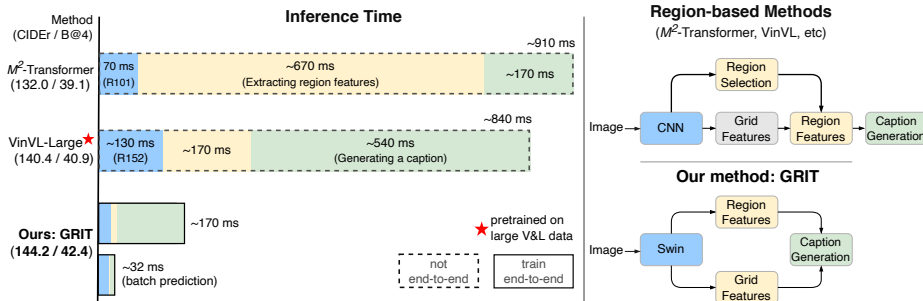 Method
(CIDEr / B@4)
Inference Time
~910 ms
M²-Transformer
(132.0 / 39.1)
70 ms
(R101)
~670 ms
(Extracting region features)
~170 ms
~840 ms
VinVL-Large
(140.4 / 40.9)
~130 ms
(R152)
~170 ms
~540 ms
(Generating a caption)
Ours: GRIT
(144.2 / 42.4)
~170 ms
~32 ms
(batch prediction)
pretrained on
large V&L data
not
end-to-end
train
end-to-end
Region-based Methods
(M²-Transformer, VinVL, etc)
Region
Selection
Image
CNN
Grid
Features
Region
Features
Caption
Generation
Our method: GRIT
Region
Features
Image
Swin
Caption
Generation
Grid
Features